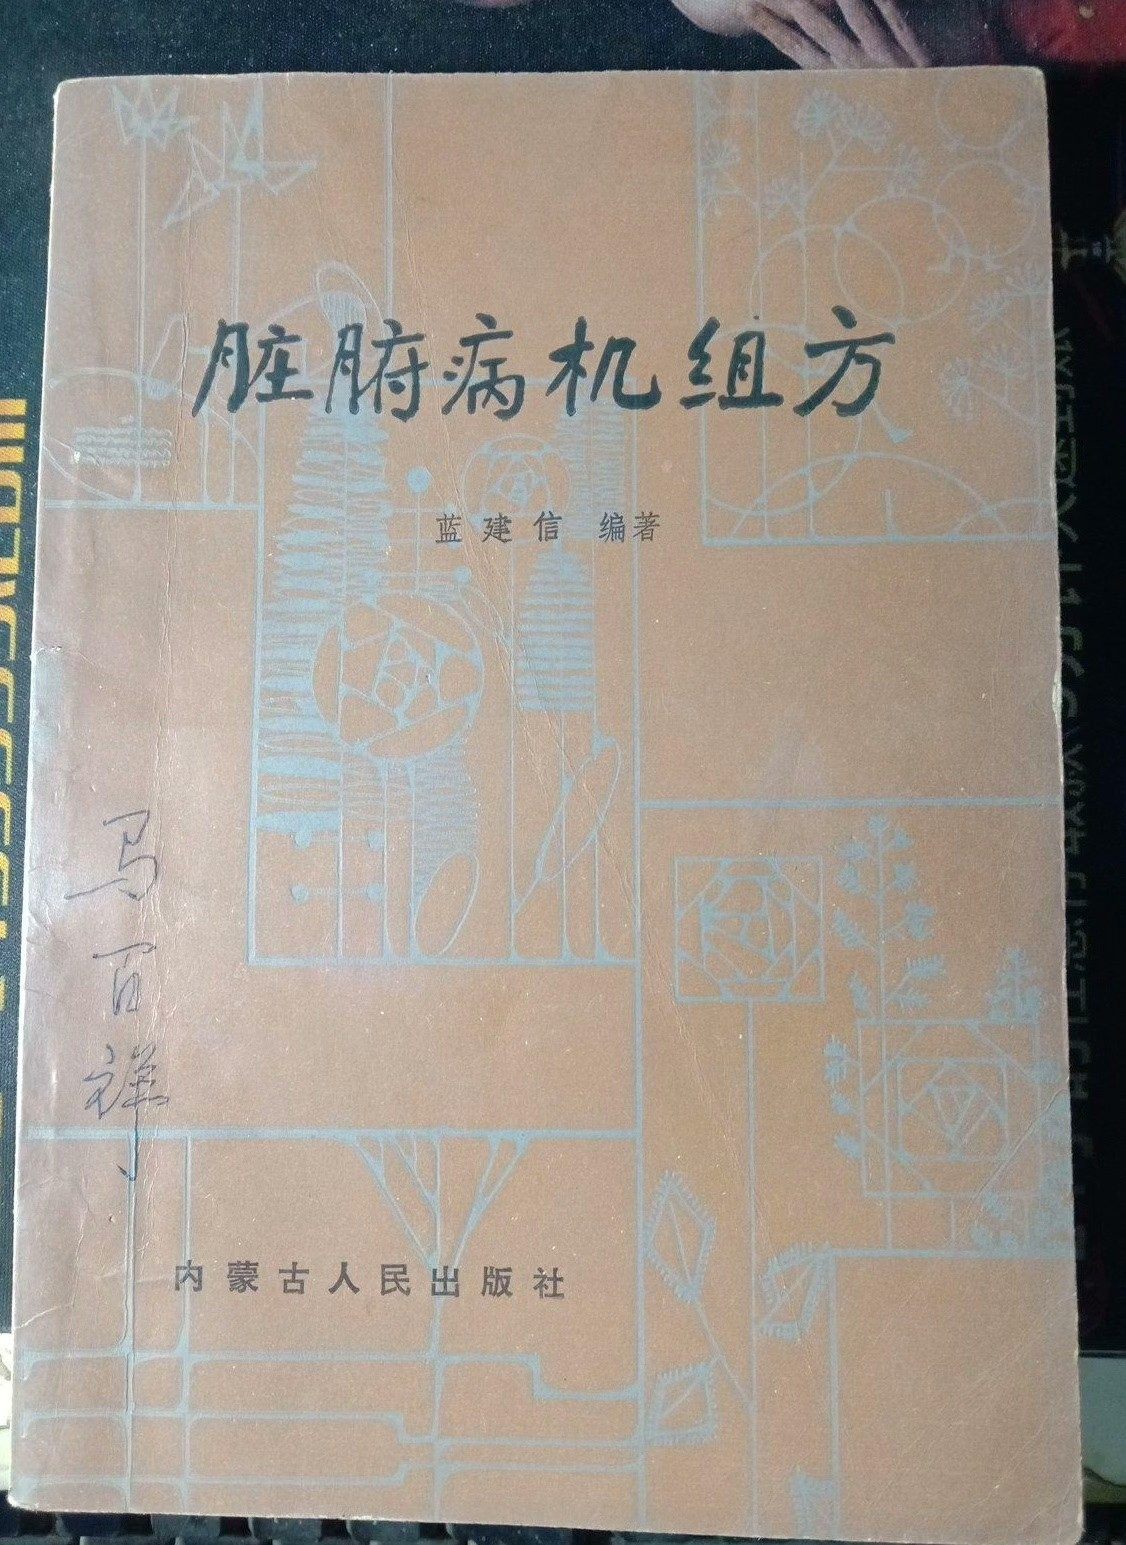 脏腑病机组方
蓝建信 编著
马百祥
内蒙古人民出版社